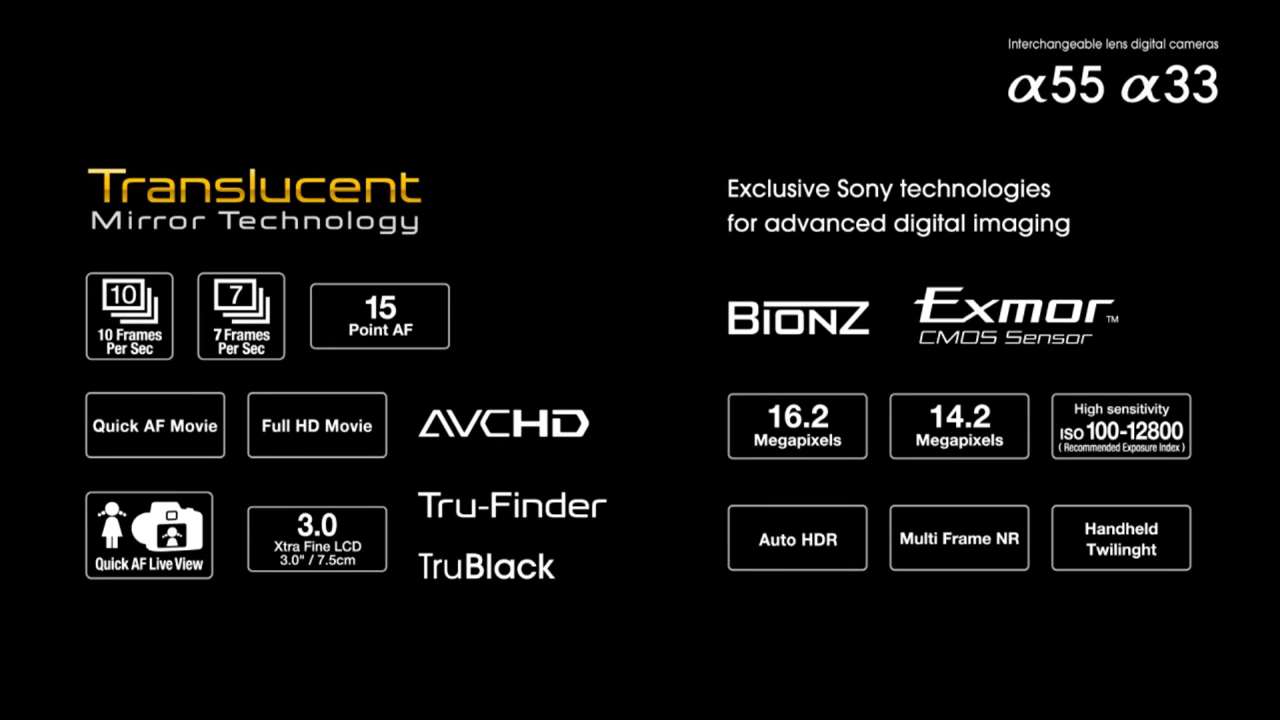 Interchangeable lens digital cameras
α55 α33
Translucent
Mirror Technology
10
10 Frames
Per Sec
7
7 Frames
Per Sec
15
Point AF
Quick AF Movie
Full HD Movie
AVCHD
Quick AF Live View
3.0
Xtra Fine LCD
3.0" / 7.5cm
Tru-Finder
TruBlack
Exclusive Sony technologies
for advanced digital imaging
BIONZ
Exmor™
CMOS Sensor
16.2
Megapixels
14.2
Megapixels
High sensitivity
ISO 100-12800
( Recommended Exposure Index )
Auto HDR
Multi Frame NR
Handheld
Twilinght